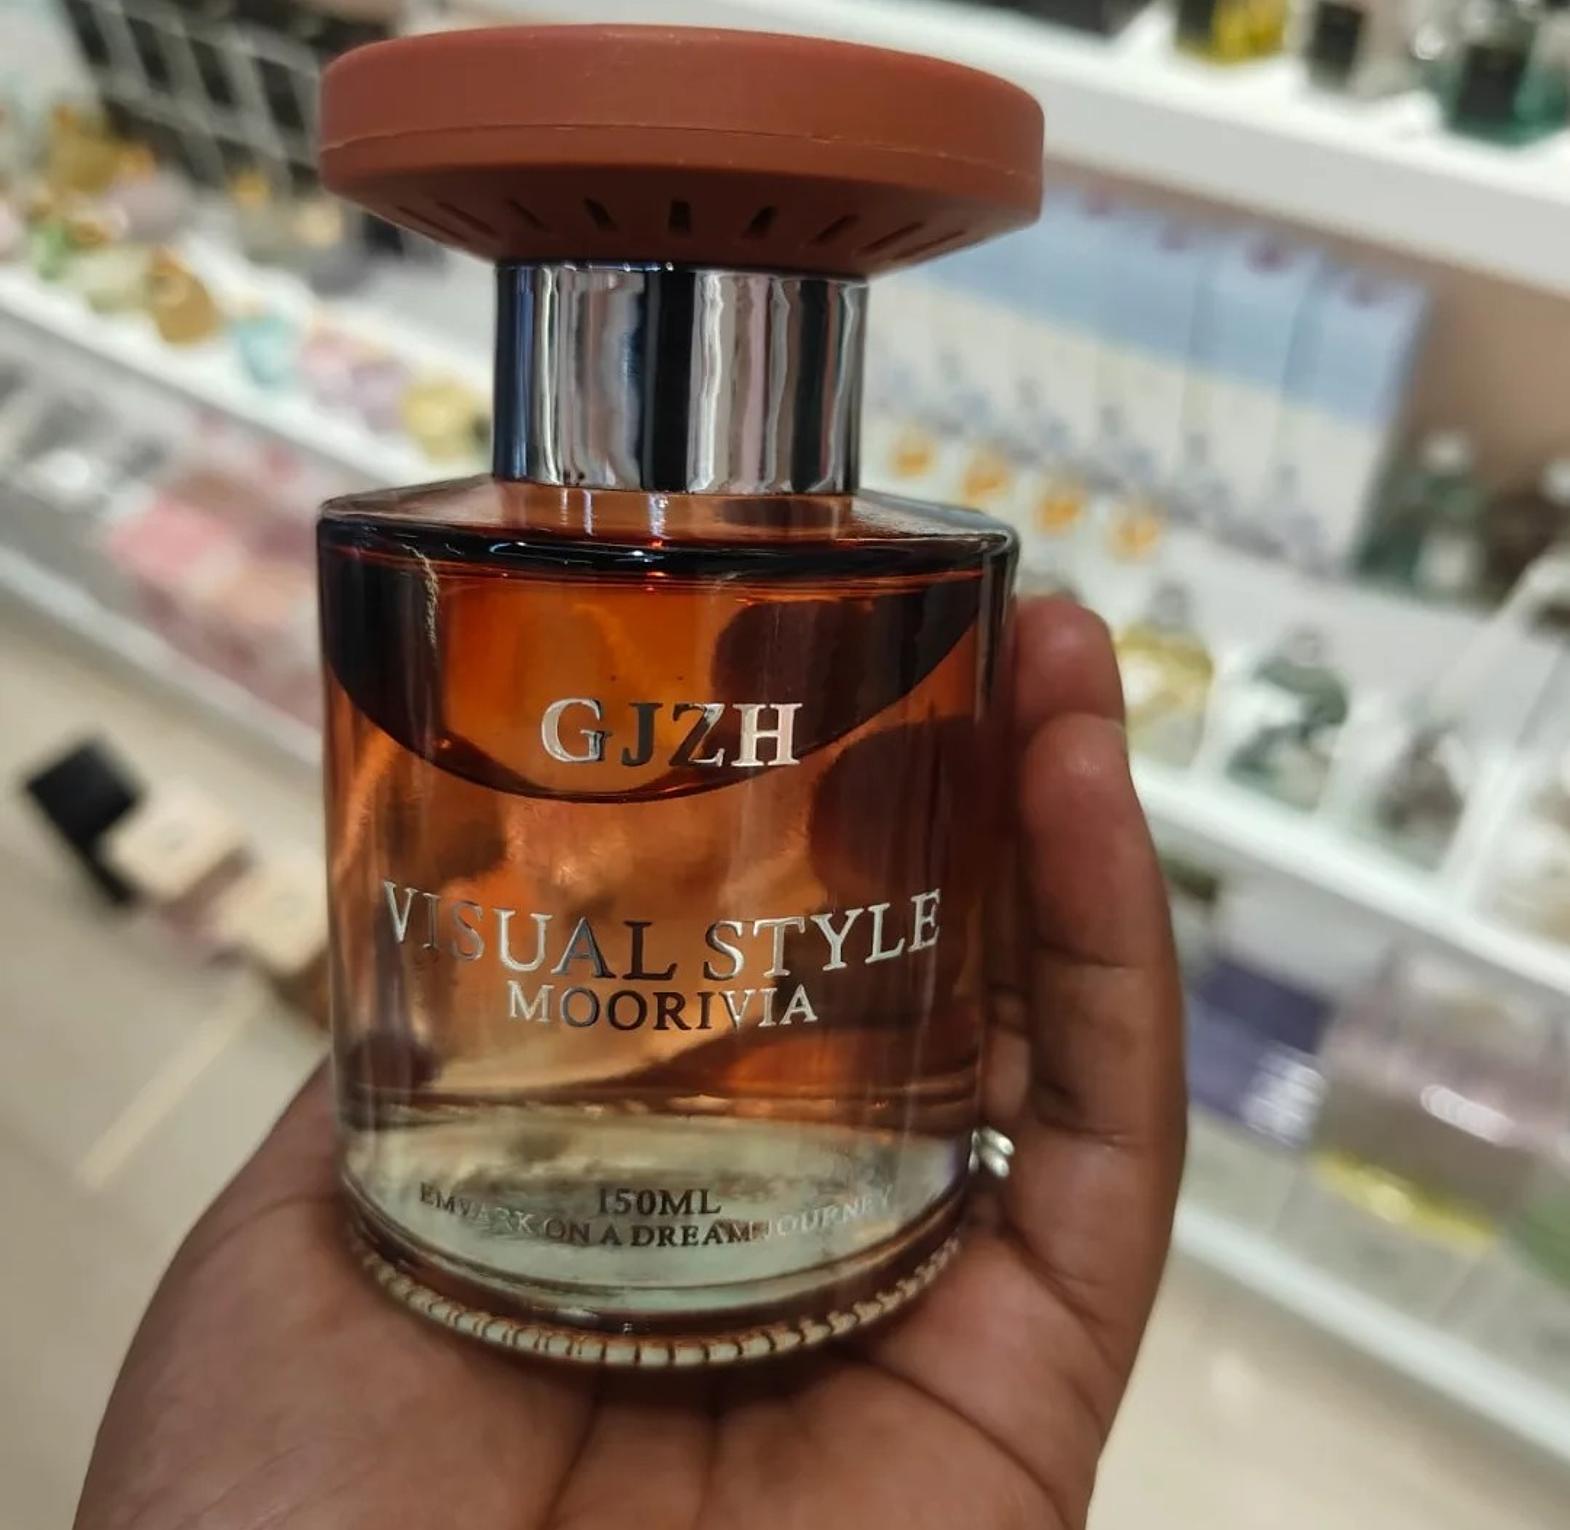 GJZH
VISUAL STYLE
MOORIVIA
150ML
EMVARK ON A DREAM JOURNEY